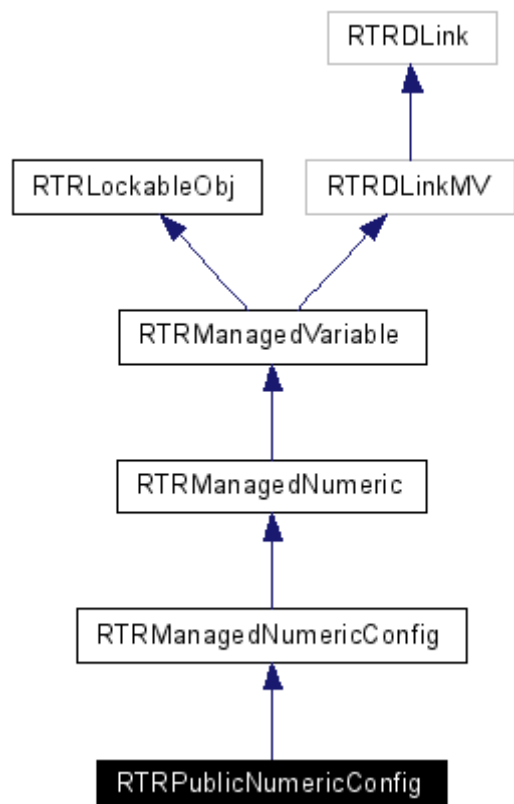 RTRDLink
RTRLockableObj
RTRDLinkMV
RTRManagedVariable
RTRManagedNumeric
RTRManagedNumericConfig
RTRPublicNumericConfig